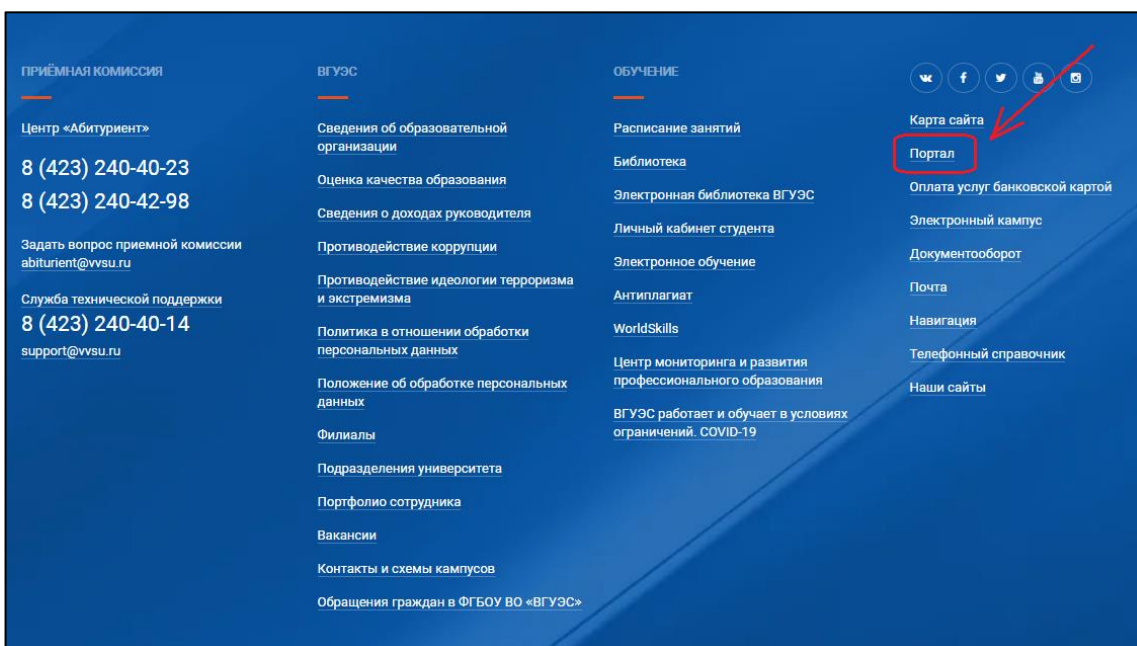 ПРИЁМНАЯ КОМИССИЯ
Центр «Абитуриент»
8 (423) 240-40-23
8 (423) 240-42-98
Задать вопрос приемной комиссии
abiturient@vvsu.ru
Служба технической поддержки
8 (423) 240-40-14
support@vvsu.ru
ВГУЭС
Сведения об образовательной
организации
Оценка качества образования
Сведения о доходах руководителя
Противодействие коррупции
Противодействие идеологии терроризма
и экстремизма
Политика в отношении обработки
персональных данных
Положение об обработке персональных
данных
Филиалы
Подразделения университета
Портфолио сотрудника
Вакансии
Контакты и схемы кампусов
Обращения граждан в ФГБОУ ВО «ВГУЭС»
ОБУЧЕНИЕ
Расписание занятий
Библиотека
Электронная библиотека ВГУЭС
Личный кабинет студента
Электронное обучение
Антиплагиат
WorldSkills
Центр мониторинга и развития
профессионального образования
ВГУЭС работает и обучает в условиях
ограничений. COVID-19
Карта сайта
Портал
Оплата услуг банковской картой
Электронный кампус
Документооборот
Почта
Навигация
Телефонный справочник
Наши сайты